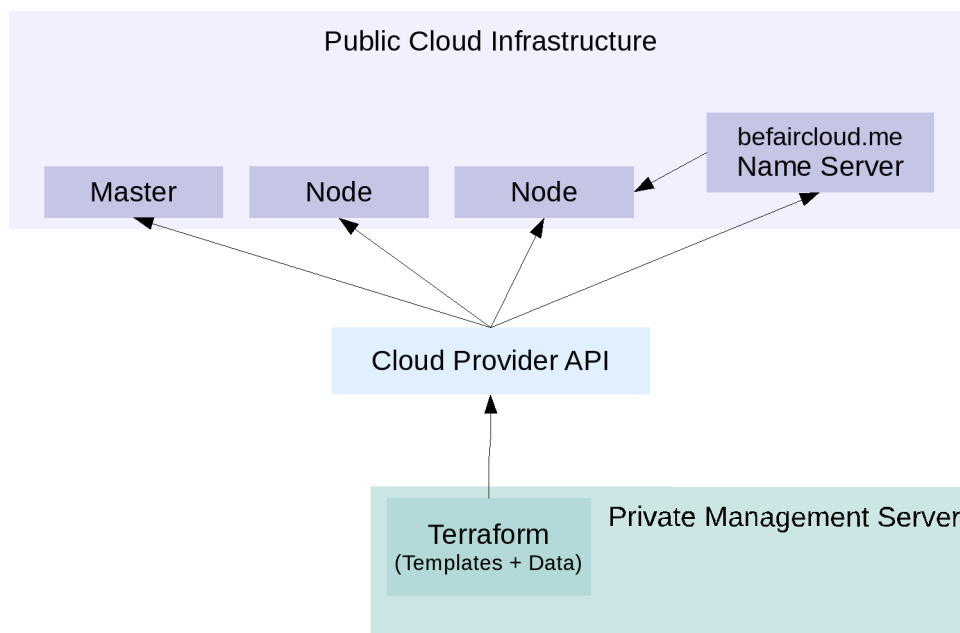 Public Cloud Infrastructure
befaircloud.me
Name Server
Master
Node
Node
Cloud Provider API
Private Management Server
Terraform
(Templates + Data)